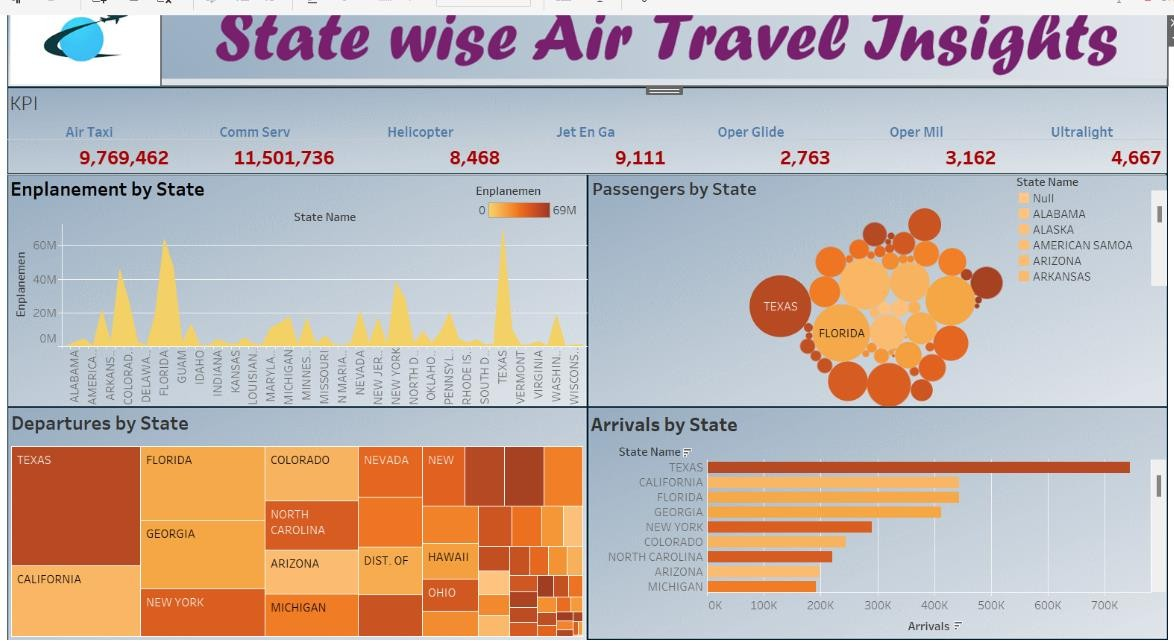 State wise Air Travel Insights
KPI
Air Taxi Comm Serv Helicopter Jet En Ga Oper Glide Oper Mil Ultralight
9,769,462 11,501,736 8,468 9,111 2,763 3,162 4,667
Enplanement by State
Enplanemen
0 69M
State Name
Enplanemen
60M
40M
20M
0M
ALABAMA
AMERICA..
ARKANS..
COLORAD..
DELAWA..
FLORIDA
GUAM
IDAHO
INDIANA
KANSAS
LOUISIAN..
MARYLA..
MICHIGAN
MINNES..
MISSOURI
N MARIA..
NEVADA
NEW JER..
NEW YORK
NORTH D..
OKLAHO..
PENNSYL..
RHODE IS..
SOUTH D..
TEXAS
VERMONT
VIRGINIA
WASHIN..
WISCONS..
Passengers by State
State Name
Null
ALABAMA
ALASKA
AMERICAN SAMOA
ARIZONA
ARKANSAS
TEXAS
FLORIDA
Departures by State
TEXAS
CALIFORNIA
FLORIDA
GEORGIA
NEW YORK
COLORADO
NORTH
CAROLINA
ARIZONA
MICHIGAN
NEVADA
DIST. OF
NEW
HAWAII
OHIO
Arrivals by State
State Name
TEXAS
CALIFORNIA
FLORIDA
GEORGIA
NEW YORK
COLORADO
NORTH CAROLINA
ARIZONA
MICHIGAN
0K 100K 200K 300K 400K 500K 600K 700K
Arrivals